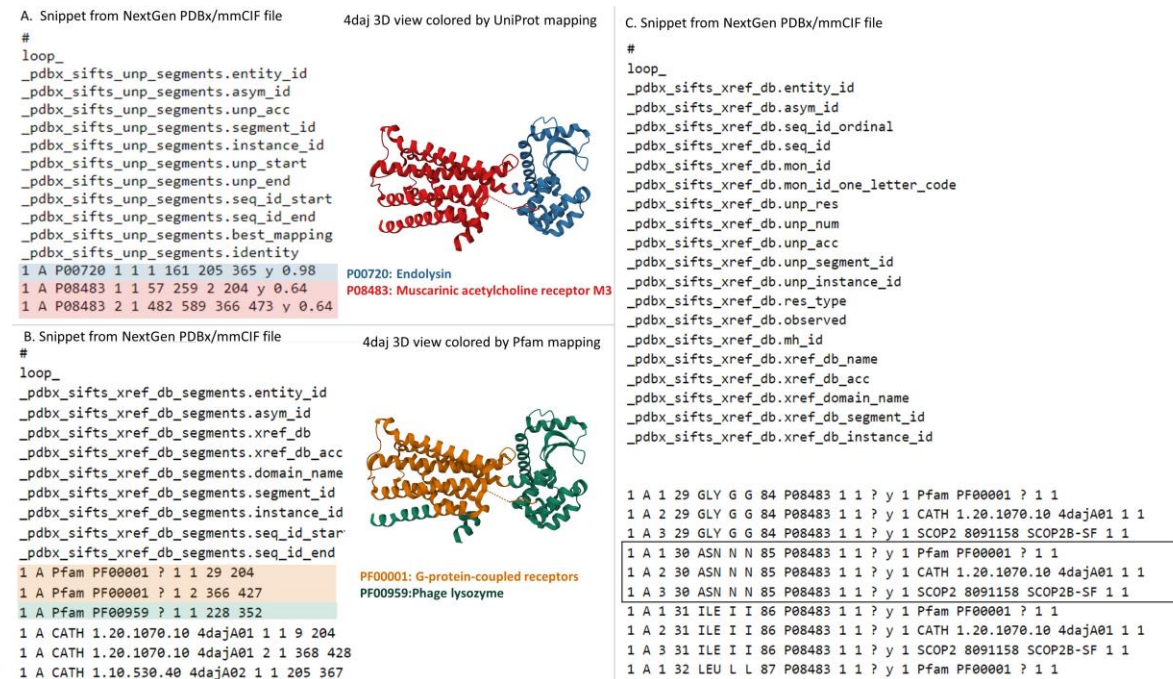 A. Snippet from NextGen PDBx/mmCIF file
#
loop_
_pdbx_sifts_unp_segments.entity_id
_pdbx_sifts_unp_segments.asym_id
_pdbx_sifts_unp_segments.unp_acc
_pdbx_sifts_unp_segments.segment_id
_pdbx_sifts_unp_segments.instance_id
_pdbx_sifts_unp_segments.unp_start
_pdbx_sifts_unp_segments.unp_end
_pdbx_sifts_unp_segments.seq_id_start
_pdbx_sifts_unp_segments.seq_id_end
_pdbx_sifts_unp_segments.best_mapping
_pdbx_sifts_unp_segments.identity
1 A P00720 1 1 1 161 205 365 y 0.98
1 A P08483 1 1 57 259 2 204 y 0.64
1 A P08483 2 1 482 589 366 473 y 0.64
4daj 3D view colored by UniProt mapping
P00720: Endolysin
P08483: Muscarinic acetylcholine receptor M3
B. Snippet from NextGen PDBx/mmCIF file
#
loop_
_pdbx_sifts_xref_db_segments.entity_id
_pdbx_sifts_xref_db_segments.asym_id
_pdbx_sifts_xref_db_segments.xref_db
_pdbx_sifts_xref_db_segments.xref_db_acc
_pdbx_sifts_xref_db_segments.domain_name
_pdbx_sifts_xref_db_segments.segment_id
_pdbx_sifts_xref_db_segments.instance_id
_pdbx_sifts_xref_db_segments.seq_id_star
_pdbx_sifts_xref_db_segments.seq_id_end
1 A Pfam PF00001 ? 1 1 29 204
1 A Pfam PF00001 ? 1 2 366 427
1 A Pfam PF00959 ? 1 1 228 352
1 A CATH 1.20.1070.10 4dajA01 1 1 9 204
1 A CATH 1.20.1070.10 4dajA01 2 1 368 428
1 A CATH 1.10.530.40 4dajA02 1 1 205 367
4daj 3D view colored by Pfam mapping
PF00001: G-protein-coupled receptors
PF00959:Phage lysozyme
C. Snippet from NextGen PDBx/mmCIF file
#
loop_
_pdbx_sifts_xref_db.entity_id
_pdbx_sifts_xref_db.asym_id
_pdbx_sifts_xref_db.seq_id_ordinal
_pdbx_sifts_xref_db.seq_id
_pdbx_sifts_xref_db.mon_id
_pdbx_sifts_xref_db.mon_id_one_letter_code
_pdbx_sifts_xref_db.unp_res
_pdbx_sifts_xref_db.unp_num
_pdbx_sifts_xref_db.unp_acc
_pdbx_sifts_xref_db.unp_segment_id
_pdbx_sifts_xref_db.unp_instance_id
_pdbx_sifts_xref_db.res_type
_pdbx_sifts_xref_db.observed
_pdbx_sifts_xref_db.mh_id
_pdbx_sifts_xref_db.xref_db_name
_pdbx_sifts_xref_db.xref_db_acc
_pdbx_sifts_xref_db.xref_domain_name
_pdbx_sifts_xref_db.xref_db_segment_id
_pdbx_sifts_xref_db.xref_db_instance_id
1 A 1 29 GLY G G 84 P08483 1 1 ? y 1 Pfam PF00001 ? 1 1
1 A 2 29 GLY G G 84 P08483 1 1 ? y 1 CATH 1.20.1070.10 4dajA01 1 1
1 A 3 29 GLY G G 84 P08483 1 1 ? y 1 SCOP2 8091158 SCOP2B-SF 1 1
1 A 1 30 ASN N N 85 P08483 1 1 ? y 1 Pfam PF00001 ? 1 1
1 A 2 30 ASN N N 85 P08483 1 1 ? y 1 CATH 1.20.1070.10 4dajA01 1 1
1 A 3 30 ASN N N 85 P08483 1 1 ? y 1 SCOP2 8091158 SCOP2B-SF 1 1
1 A 1 31 ILE I I 86 P08483 1 1 ? y 1 Pfam PF00001 ? 1 1
1 A 2 31 ILE I I 86 P08483 1 1 ? y 1 CATH 1.20.1070.10 4dajA01 1 1
1 A 3 31 ILE I I 86 P08483 1 1 ? y 1 SCOP2 8091158 SCOP2B-SF 1 1
1 A 1 32 LEU L L 87 P08483 1 1 ? y 1 Pfam PF00001 ? 1 1